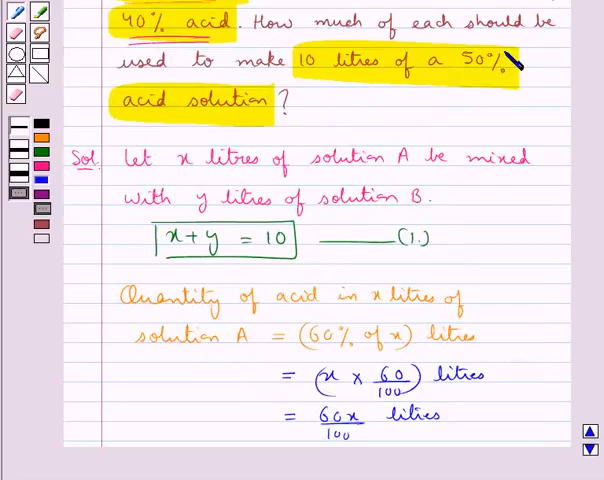 40% acid. How much of each should be
used to make 10 litres of a 50%
acid solution?
Sol. Let x litres of solution A be mixed
with y litres of solution B.
x + y = 10 ———(1.)
Quantity of acid in x litres of
solution A = (60% of x) litres
= (x × 60/100) litres
= 60x/100 litres